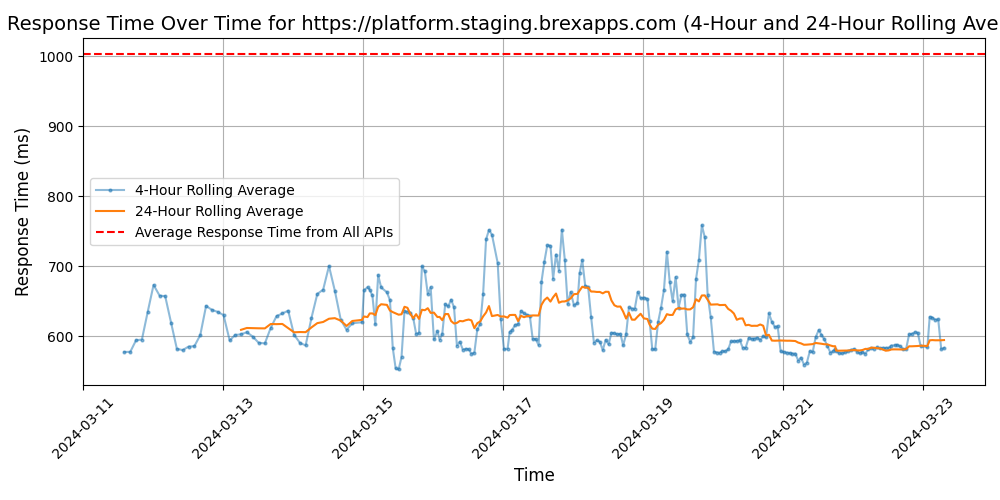 Response Time Over Time for https://platform.staging.brexapps.com (4-Hour and 24-Hour Rolling Ave
Response Time (ms)
1000
900
800
700
600
4-Hour Rolling Average
24-Hour Rolling Average
Average Response Time from All APIs
2024-03-11
2024-03-13
2024-03-15
2024-03-17
2024-03-19
2024-03-21
2024-03-23
Time